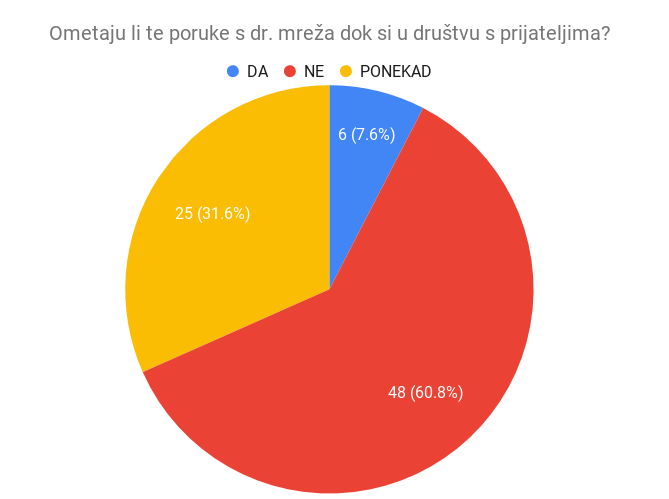 Ometaju li te poruke s dr. mreža dok si u društvu s prijateljima?
DA NE PONEKAD
6 (7.6%)
25 (31.6%)
48 (60.8%)